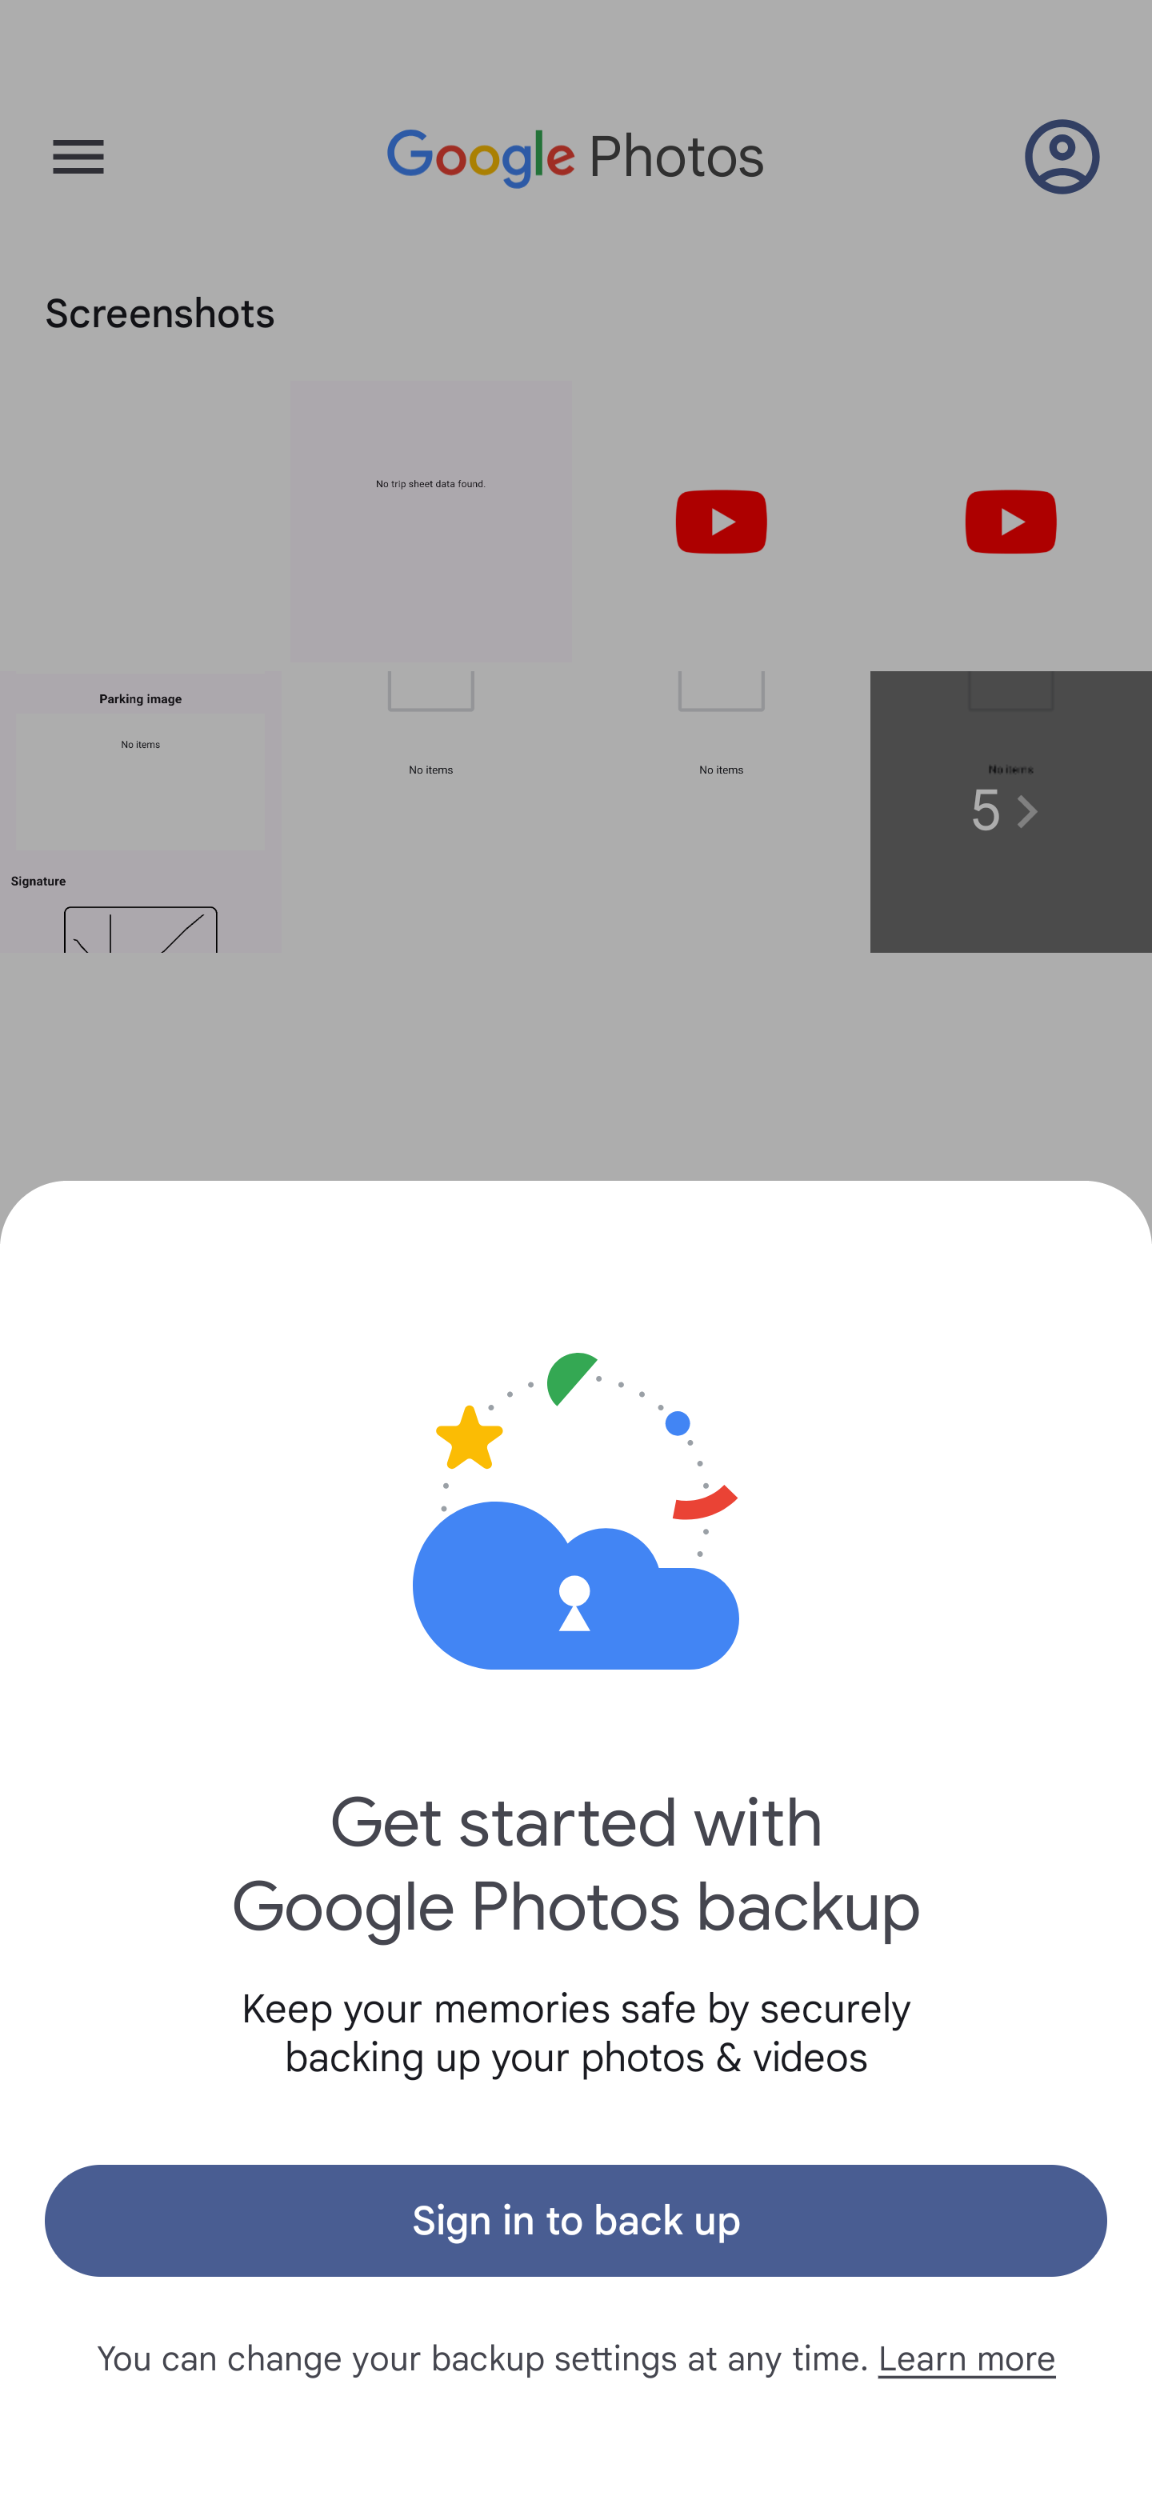 Google Photos
Screenshots
No trip sheet data found.
Parking image
No items
No items
No items
No items
5
Signature
Get started with
Google Photos backup
Keep your memories safe by securely
backing up your photos & videos
Sign in to back up
You can change your backup settings at any time. Learn more